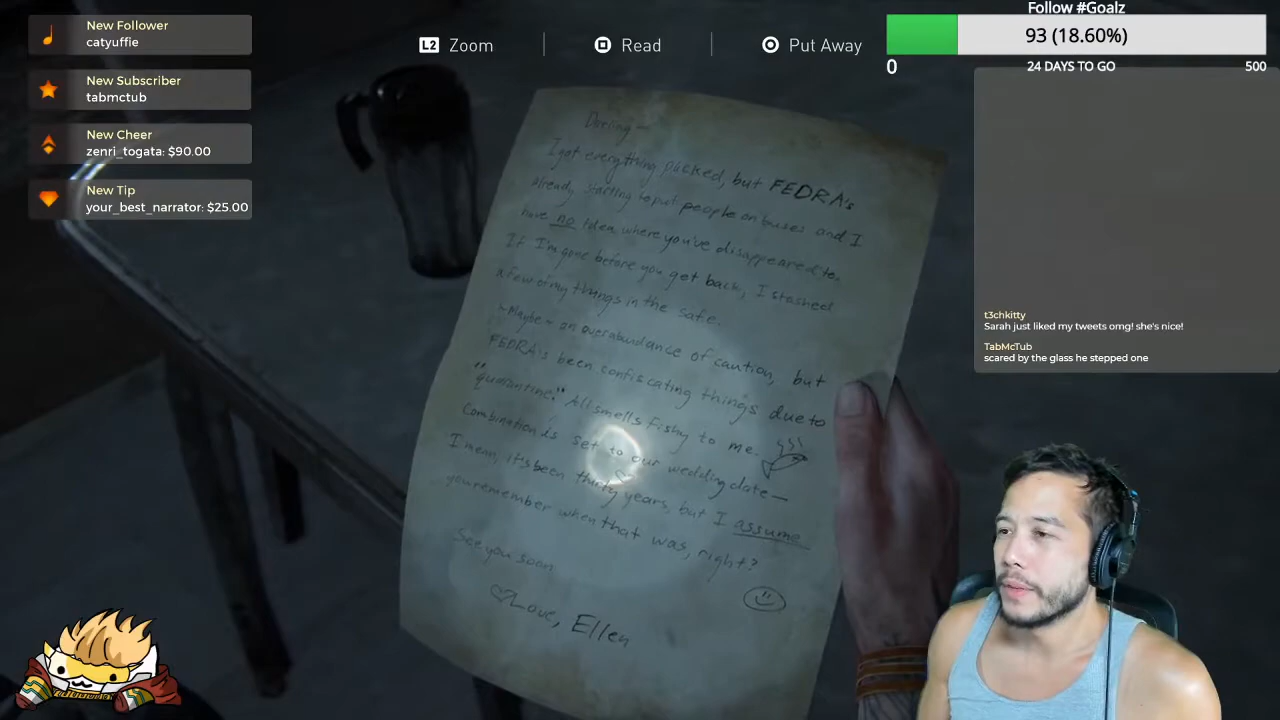 New Follower
catyuffie
New Subscriber
tabmctub
New Cheer
zenri_togata: $90.00
New Tip
your_best_narrator: $25.00
L2 Zoom
Read
Put Away
Follow #Goalz
93 (18.60%)
0
24 DAYS TO GO
500
Darling—
I got everything packed, but FEDRA's
already starting to put people on buses and I
have no idea where you've disappeared to.
If I'm gone before you get back, I stashed
a few of my things in the safe.
~Maybe~ an overabundance of caution, but
FEDRA's been confiscating things due to
"quarantine." All smells fishy to me.
Combination is set to our wedding date—
I mean, it's been thirty years, but I assume
you remember when that was, right?
See you soon
Love, Ellen
t3chkitty
Sarah just liked my tweets omg! she's nice!
TabMcTub
scared by the glass he stepped one